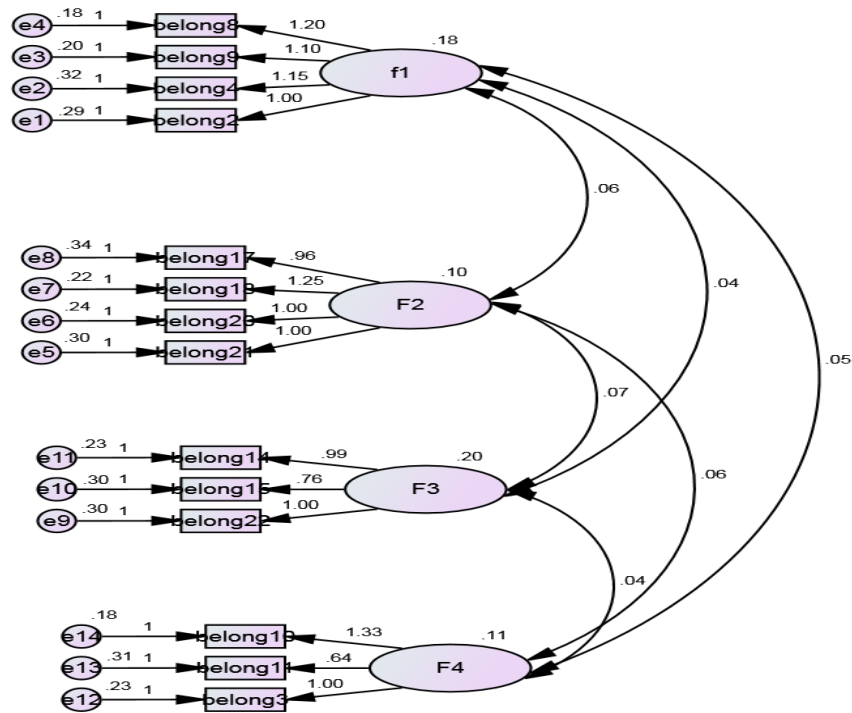 e4 .18 1 belong8 1.20 .18
e3 .20 1 belong9 1.10 f1
e2 .32 1 belong4 1.15
e1 .29 1 belong2 1.00
.06
e8 .34 1 belong17 .96 .10
e7 .22 1 1.25 F2 .04
e6 .24 1 1.00
e5 .30 1 1.00
.05
.07
e11 .23 1 belong14 .99 .20
e10 .30 1 belong15 .76 F3 .06
e9 .30 1 belong22 1.00
.04
e14 .18 1 1.33 .11
e13 .31 1 belong11 .64 F4
e12 .23 1 belong3 1.00